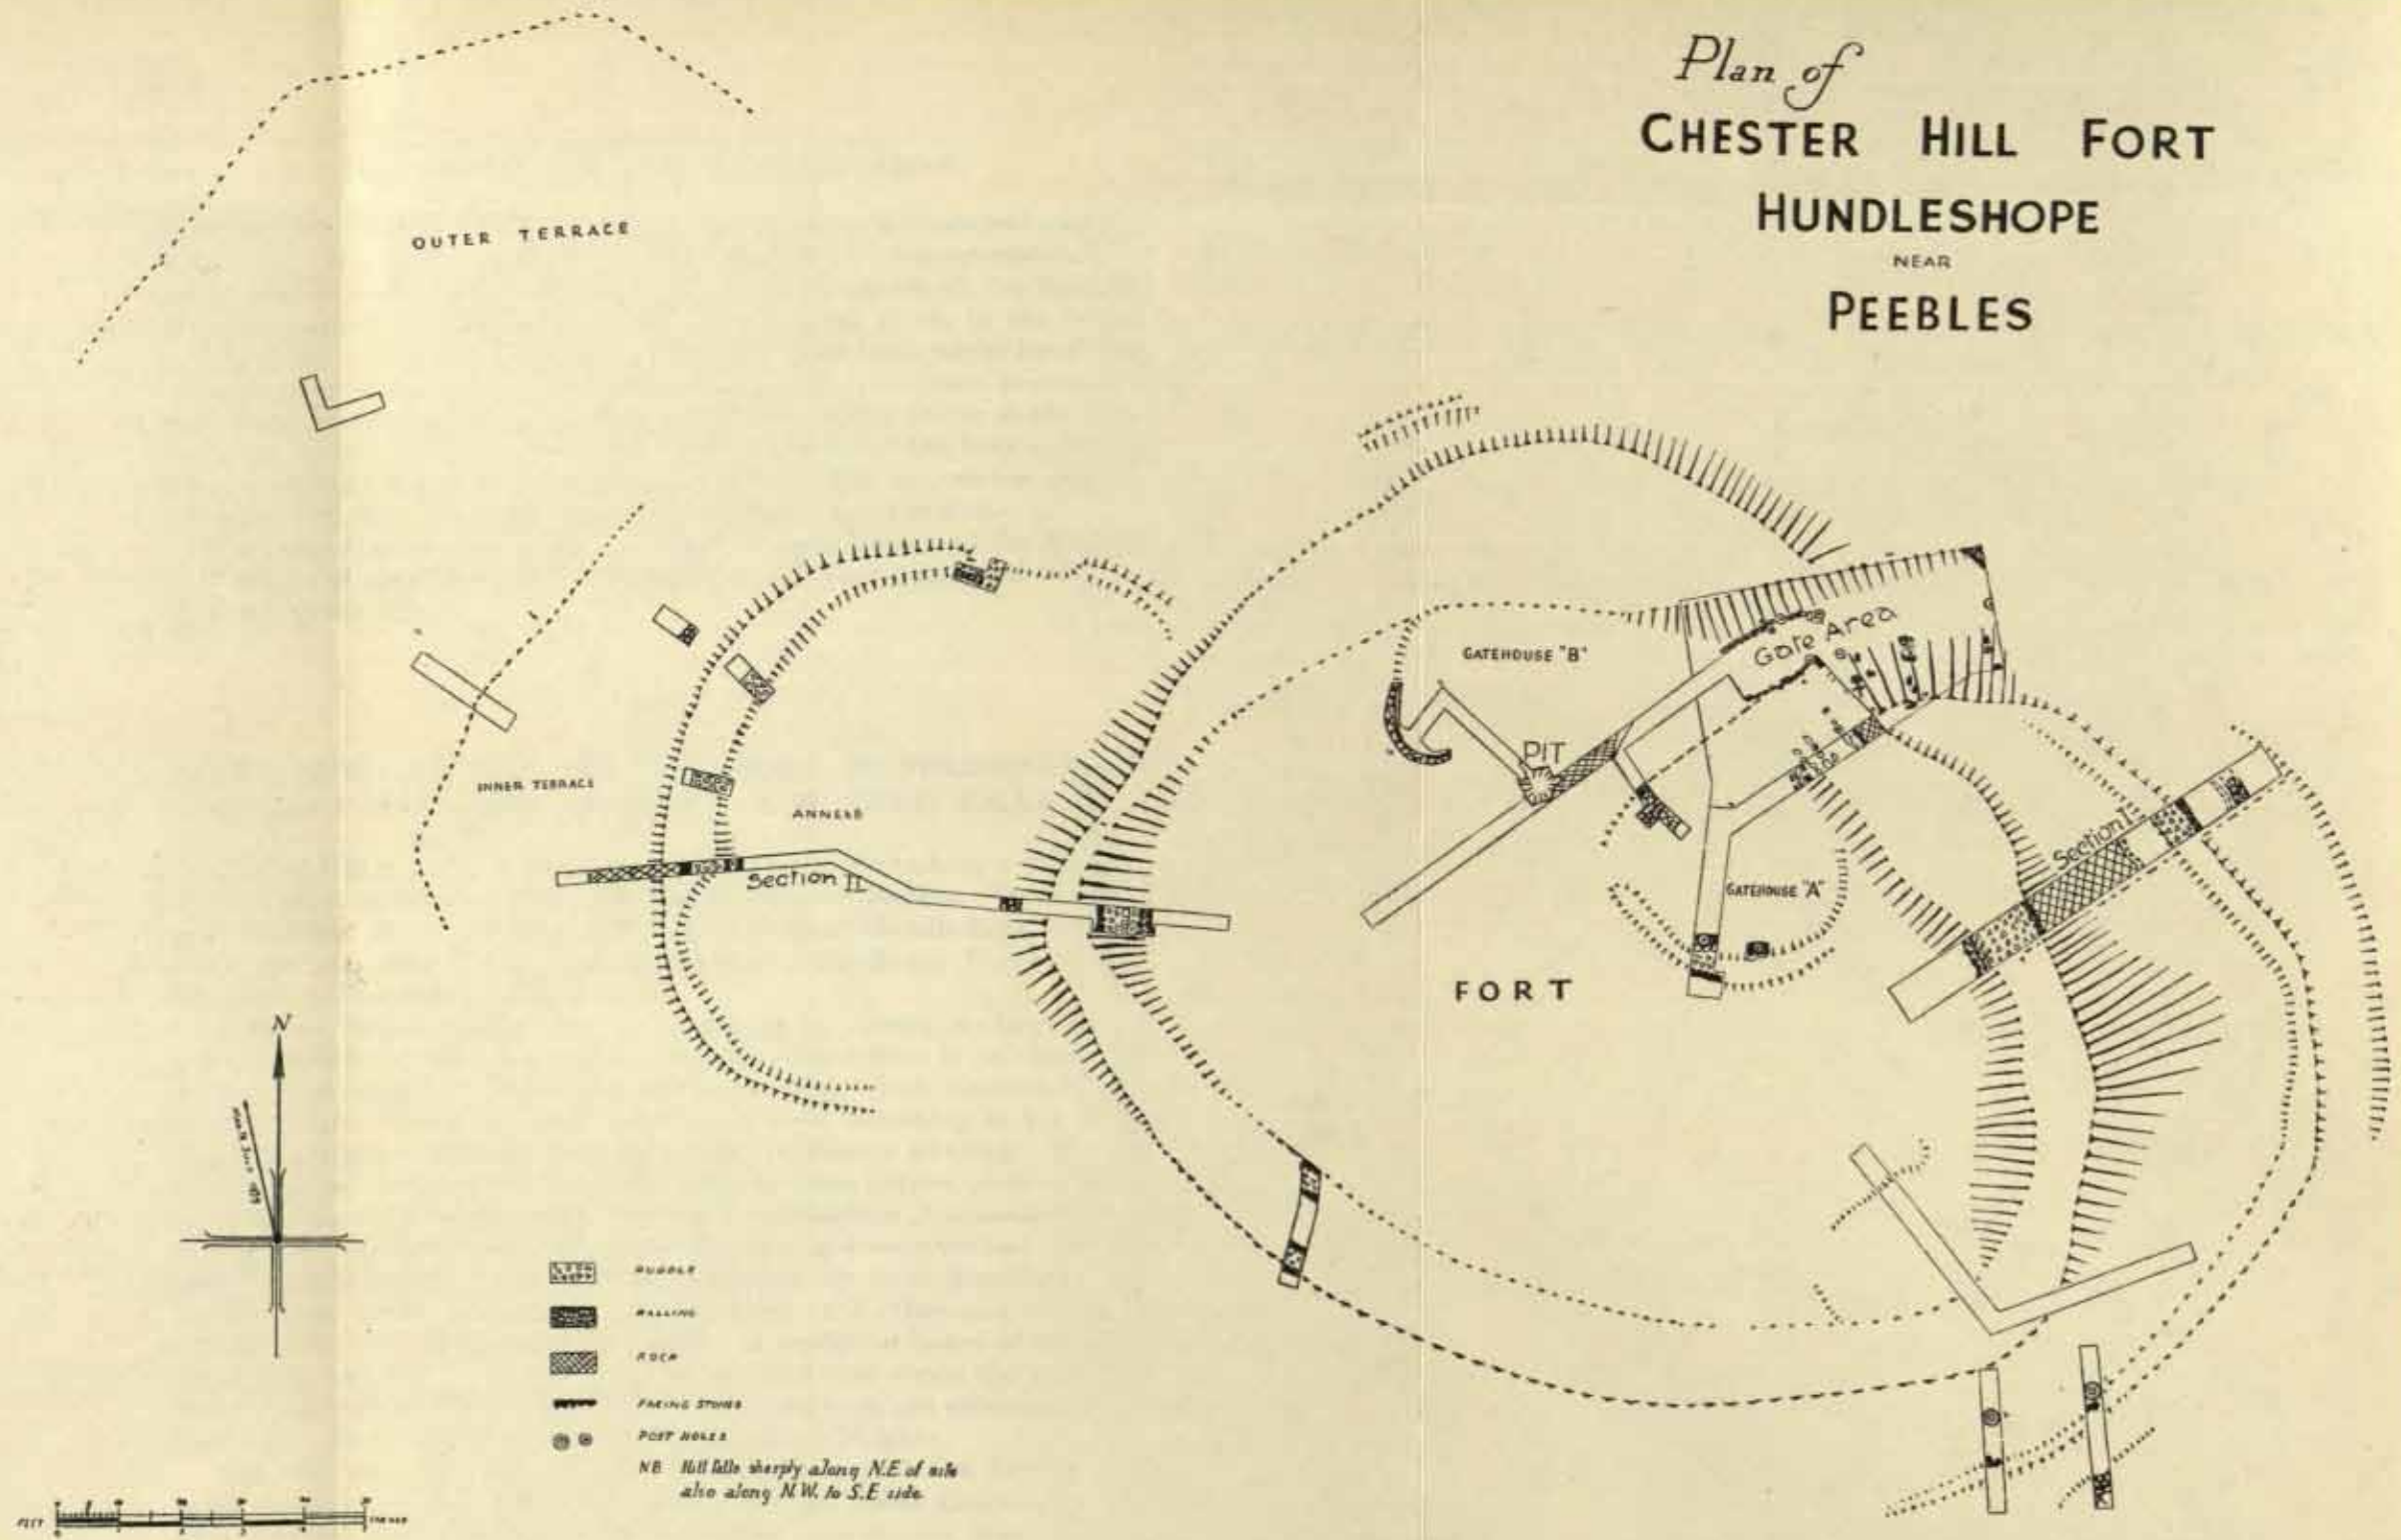 Plan of
CHESTER HILL FORT
HUNDLESHOPE
NEAR
PEEBLES
OUTER TERRACE
GATEHOUSE "B"
Gate Area
PIT
INNER TERRACE
ANNEXE
Section I
Section II
GATEHOUSE "A"
FORT
N
RUBBLE
WALLING
ROCK
FACING STONES
POST HOLES
NB Hill falls sharply along N.E of site
also along N.W. to S.E side.
FEET